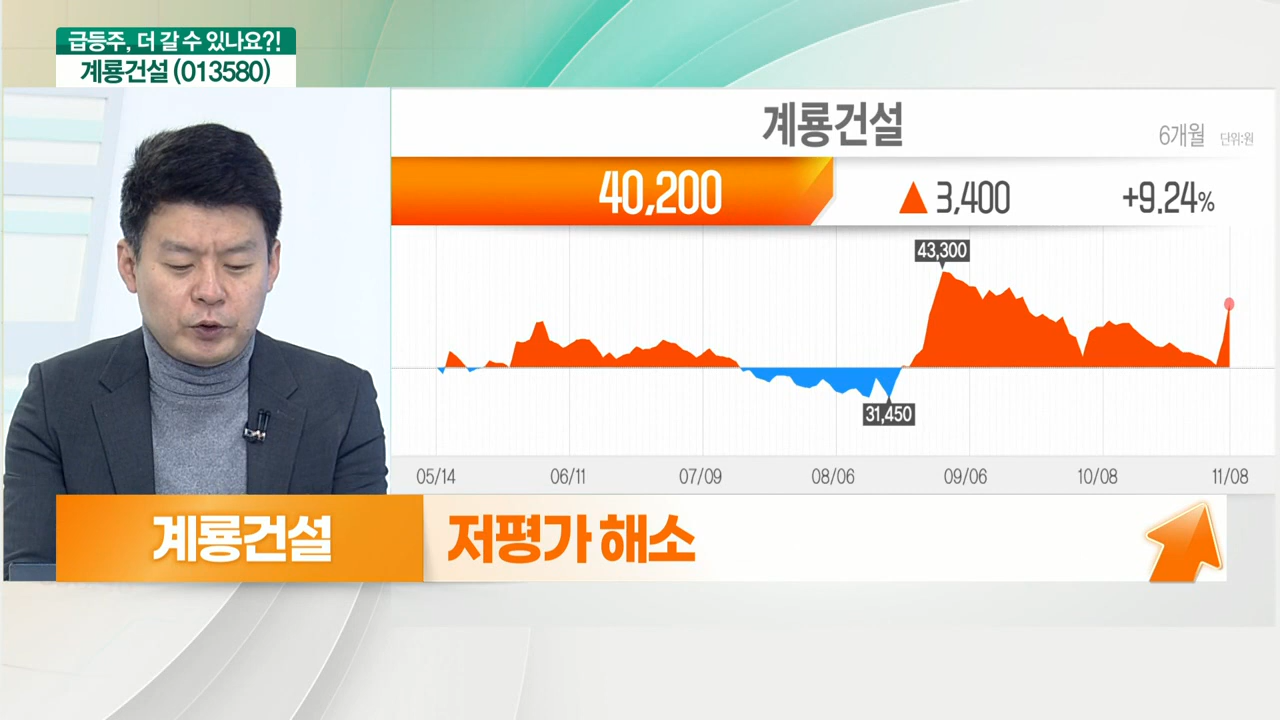 급등주, 더 갈 수 있나요?!
계룡건설 (013580)
계룡건설
6개월 단위:원
40,200 ▲ 3,400 +9.24%
43,300
31,450
05/14 06/11 07/09 08/06 09/06 10/08 11/08
계룡건설 저평가 해소